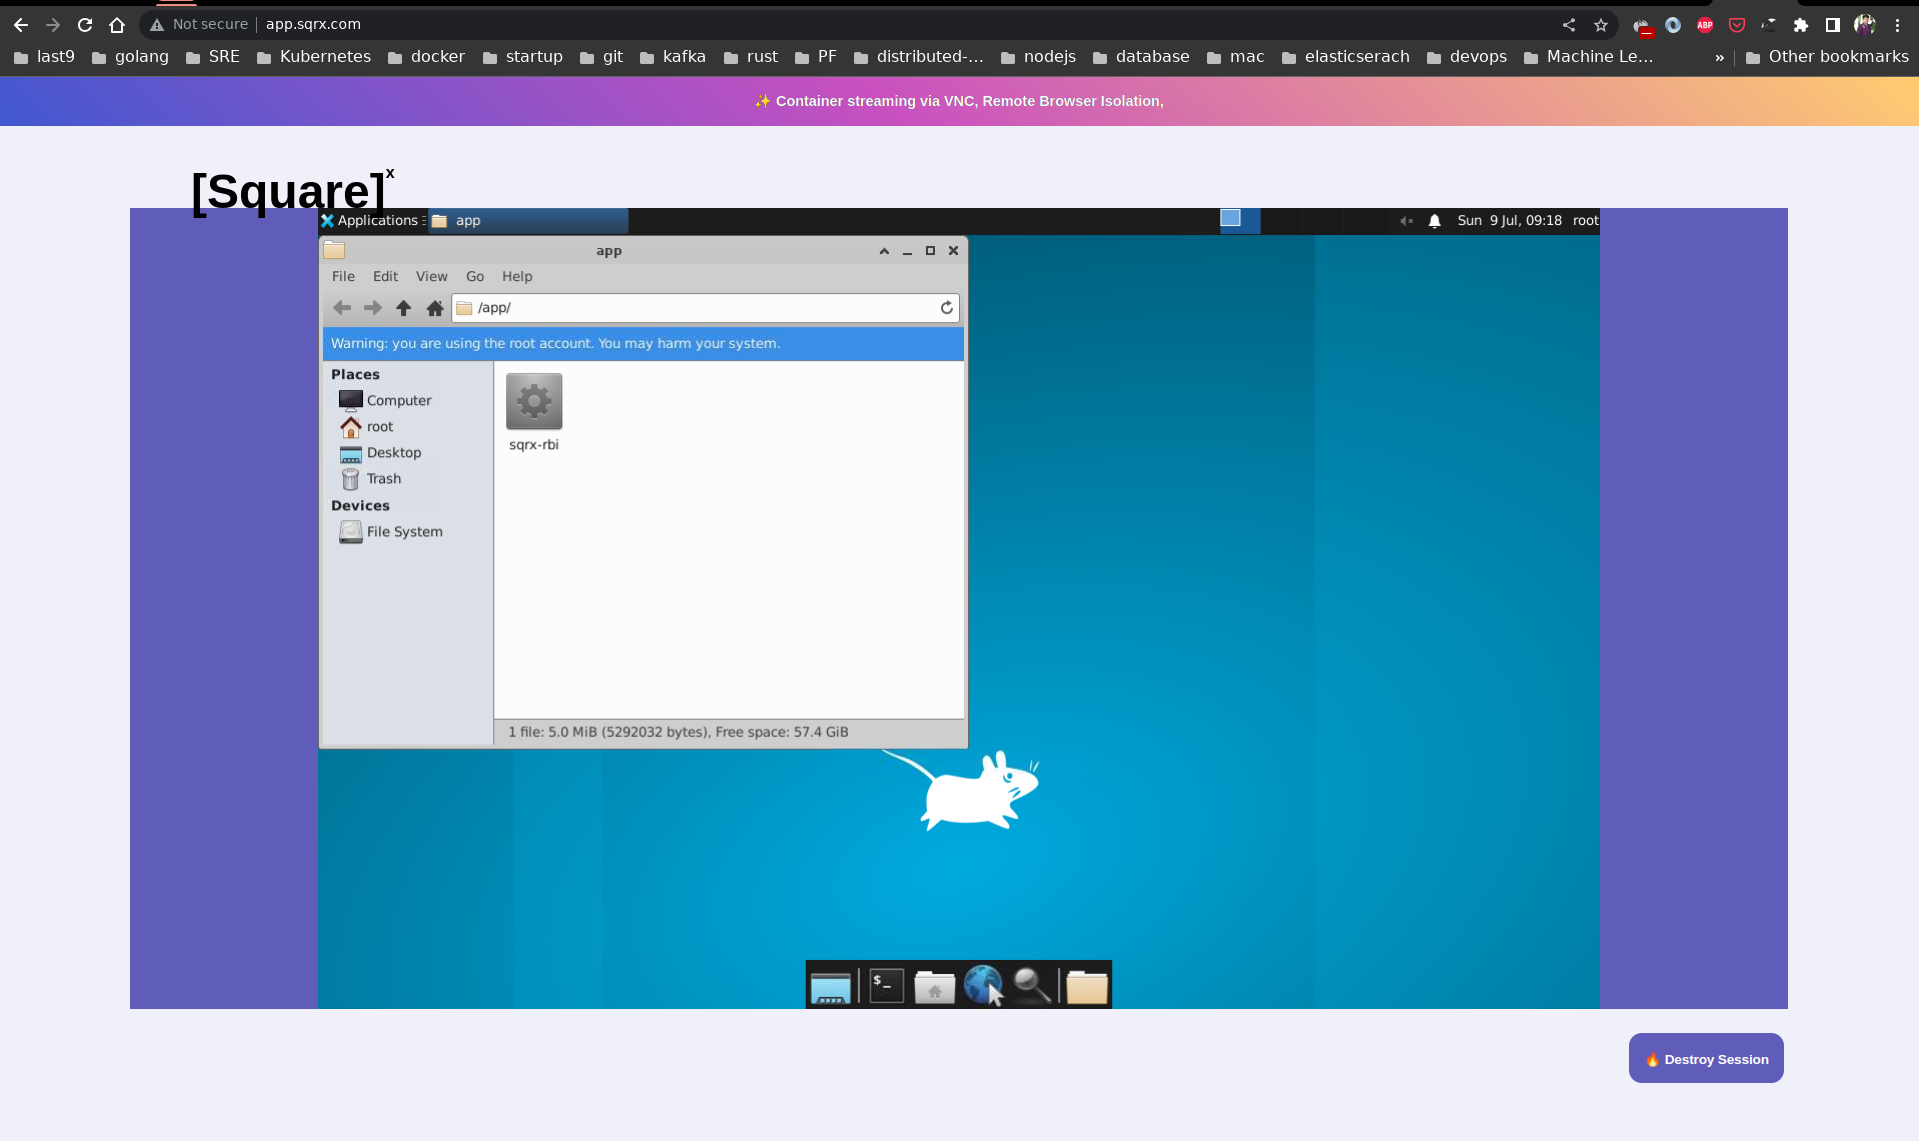 Not secure app.sqrx.com
last9 golang SRE Kubernetes docker startup git kafka rust PF distributed-... nodejs database mac elasticserach devops Machine Le... » Other bookmarks
ABP
✨ Container streaming via VNC, Remote Browser Isolation,
[Square]x
Applications app Sun 9 Jul, 09:18 root
app
File Edit View Go Help
/app/
Warning: you are using the root account. You may harm your system.
Places
Computer
root
Desktop
Trash
Devices
File System
sqrx-rbi
1 file: 5.0 MiB (5292032 bytes), Free space: 57.4 GiB
$_
🔥 Destroy Session